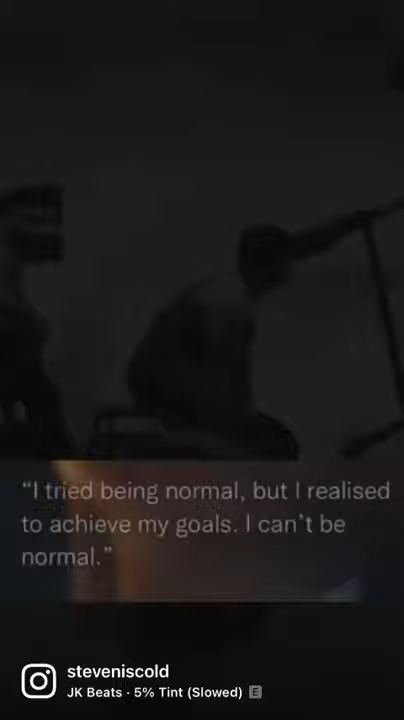 “I tried being normal, but I realised
to achieve my goals. I can’t be
normal.”
steveniscold
JK Beats · 5% Tint (Slowed) E